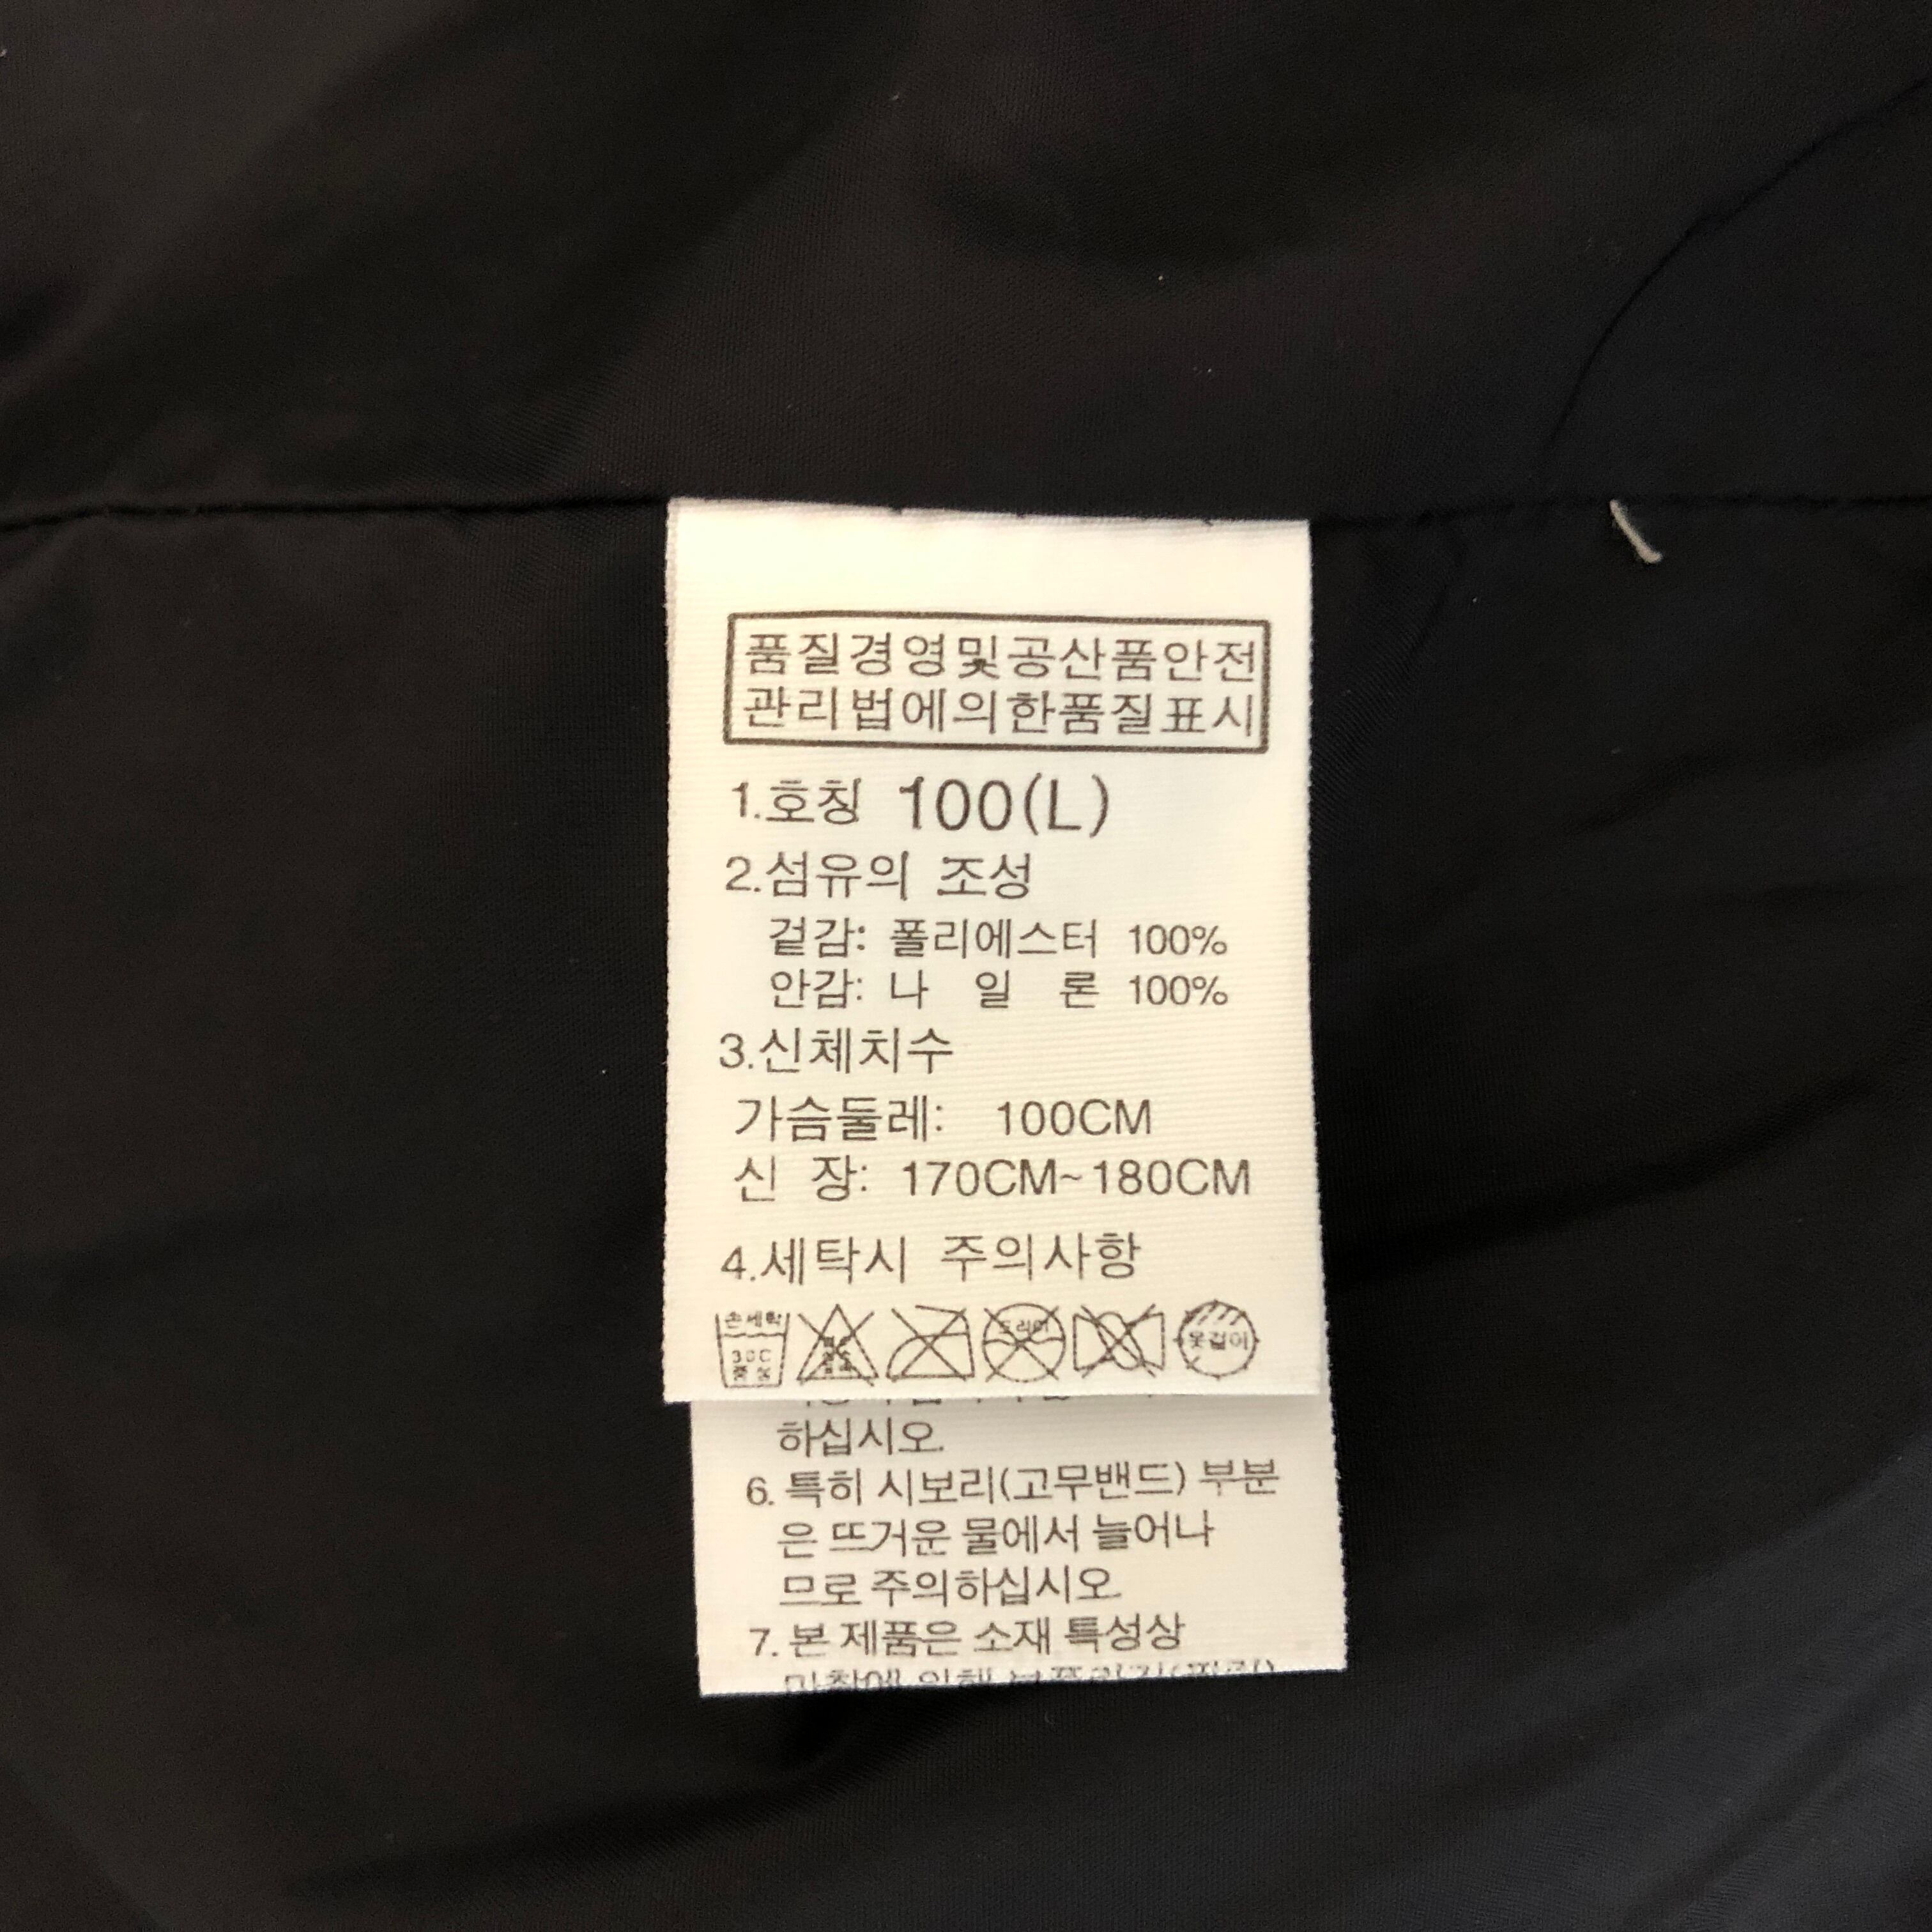 품질경영및공산품안전
관리법에의한품질표시
1.호칭 100(L)
2.섬유의 조성
겉감: 폴리에스터 100%
안감: 나 일 론 100%
3.신체치수
가슴둘레: 100CM
신 장: 170CM~180CM
4.세탁시 주의사항
손세탁
30C
중성
드라이
옷걸이
하십시오.
6. 특히 시보리(고무밴드) 부분
은 뜨거운 물에서 늘어나
므로 주의하십시오.
7. 본 제품은 소재 특성상